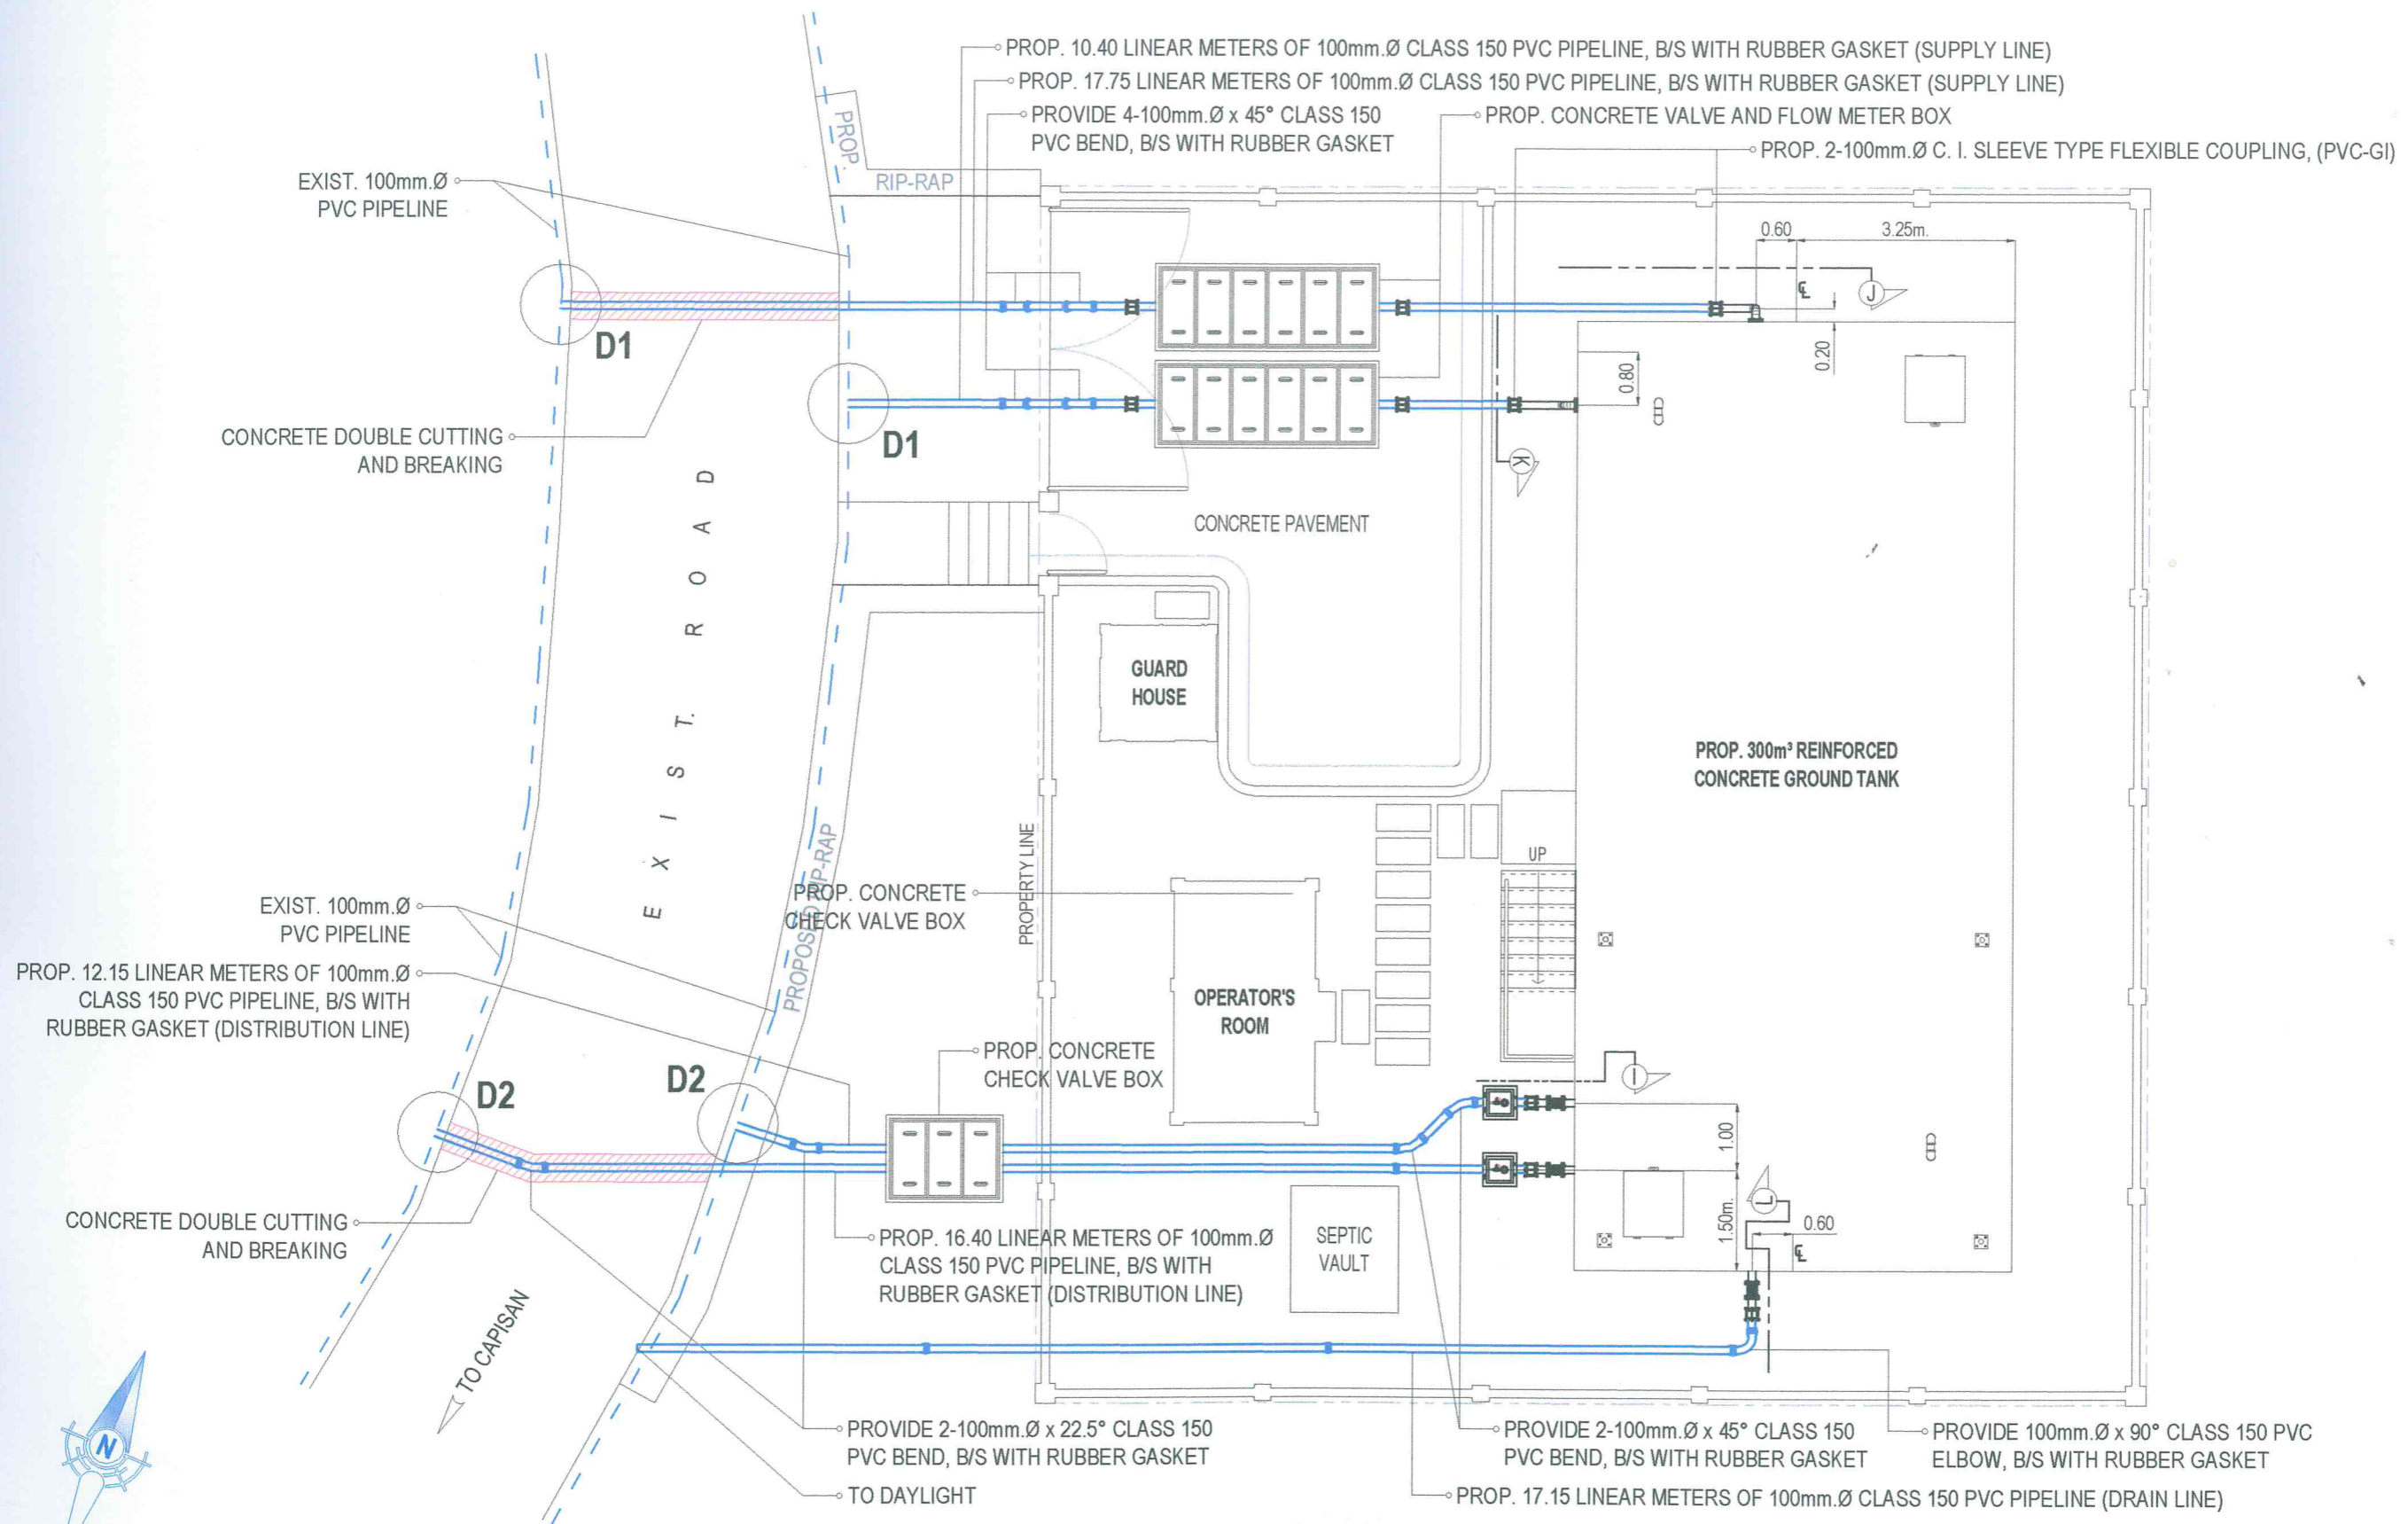 PROP. 10.40 LINEAR METERS OF 100mm.Ø CLASS 150 PVC PIPELINE, B/S WITH RUBBER GASKET (SUPPLY LINE)
PROP. 17.75 LINEAR METERS OF 100mm.Ø CLASS 150 PVC PIPELINE, B/S WITH RUBBER GASKET (SUPPLY LINE)
PROVIDE 4-100mm.Ø x 45° CLASS 150
PVC BEND, B/S WITH RUBBER GASKET
PROP. CONCRETE VALVE AND FLOW METER BOX
PROP. 2-100mm.Ø C. I. SLEEVE TYPE FLEXIBLE COUPLING, (PVC-GI)
PROP.
RIP-RAP
EXIST. 100mm.Ø
PVC PIPELINE
0.60
3.25m.
J
0.20
D1
0.80
D1
K
CONCRETE DOUBLE CUTTING
AND BREAKING
CONCRETE PAVEMENT
EXIST. ROAD
GUARD
HOUSE
PROP. 300m³ REINFORCED
CONCRETE GROUND TANK
PROPERTY LINE
UP
PROPOSED RIP-RAP
PROP. CONCRETE
CHECK VALVE BOX
EXIST. 100mm.Ø
PVC PIPELINE
PROP. 12.15 LINEAR METERS OF 100mm.Ø
CLASS 150 PVC PIPELINE, B/S WITH
RUBBER GASKET (DISTRIBUTION LINE)
OPERATOR'S
ROOM
PROP. CONCRETE
CHECK VALVE BOX
D2
D2
I
1.00
1.50m.
L
0.60
CONCRETE DOUBLE CUTTING
AND BREAKING
PROP. 16.40 LINEAR METERS OF 100mm.Ø
CLASS 150 PVC PIPELINE, B/S WITH
RUBBER GASKET (DISTRIBUTION LINE)
SEPTIC
VAULT
TO CAPISAN
N
PROVIDE 2-100mm.Ø x 22.5° CLASS 150
PVC BEND, B/S WITH RUBBER GASKET
TO DAYLIGHT
PROVIDE 2-100mm.Ø x 45° CLASS 150
PVC BEND, B/S WITH RUBBER GASKET
PROVIDE 100mm.Ø x 90° CLASS 150 PVC
ELBOW, B/S WITH RUBBER GASKET
PROP. 17.15 LINEAR METERS OF 100mm.Ø CLASS 150 PVC PIPELINE (DRAIN LINE)